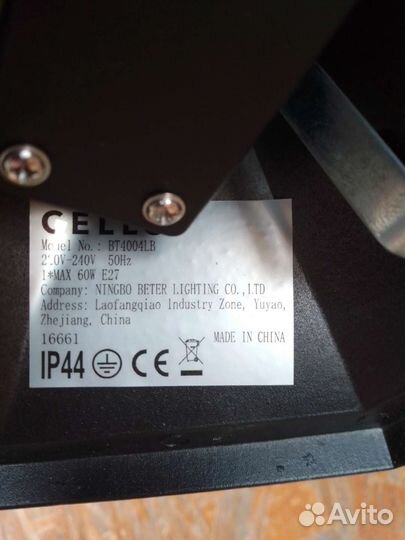 Model No.: BT4004LB
220V-240V 50Hz
1*MAX 60W E27
Company: NINGBO BETER LIGHTING CO.,LTD
Address: Laofangqiao Industry Zone, Yuyao,
Zhejiang, China
16661 MADE IN CHINA
IP44 CE
Avito